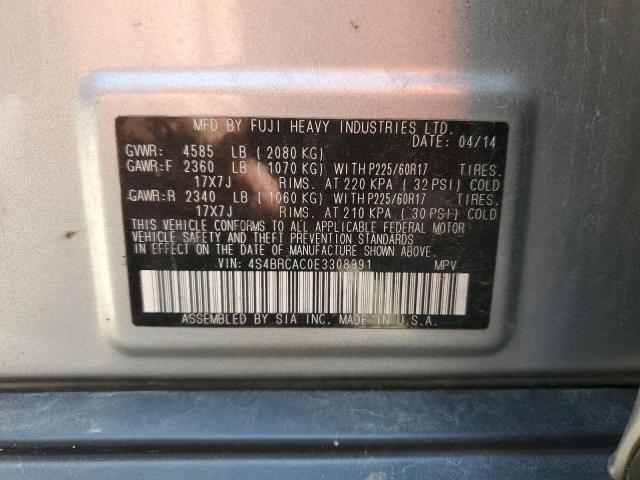 MFD BY FUJI HEAVY INDUSTRIES LTD.
DATE: 04/14
GVWR: 4585 LB (2080 KG)
GAWR:F 2360 LB (1070 KG) WITH P225/60R17 TIRES.
17X7J RIMS. AT 220 KPA (32 PSI) COLD
GAWR:R 2340 LB (1060 KG) WITH P225/60R17 TIRES.
17X7J RIMS. AT 210 KPA (30 PSI) COLD
THIS VEHICLE CONFORMS TO ALL APPLICABLE FEDERAL MOTOR
VEHICLE SAFETY AND THEFT PREVENTION STANDARDS
IN EFFECT ON THE DATE OF MANUFACTURE SHOWN ABOVE.
VIN: 4S4BRCAC0E3308991 MPV
ASSEMBLED BY SIA INC. MADE IN U.S.A.